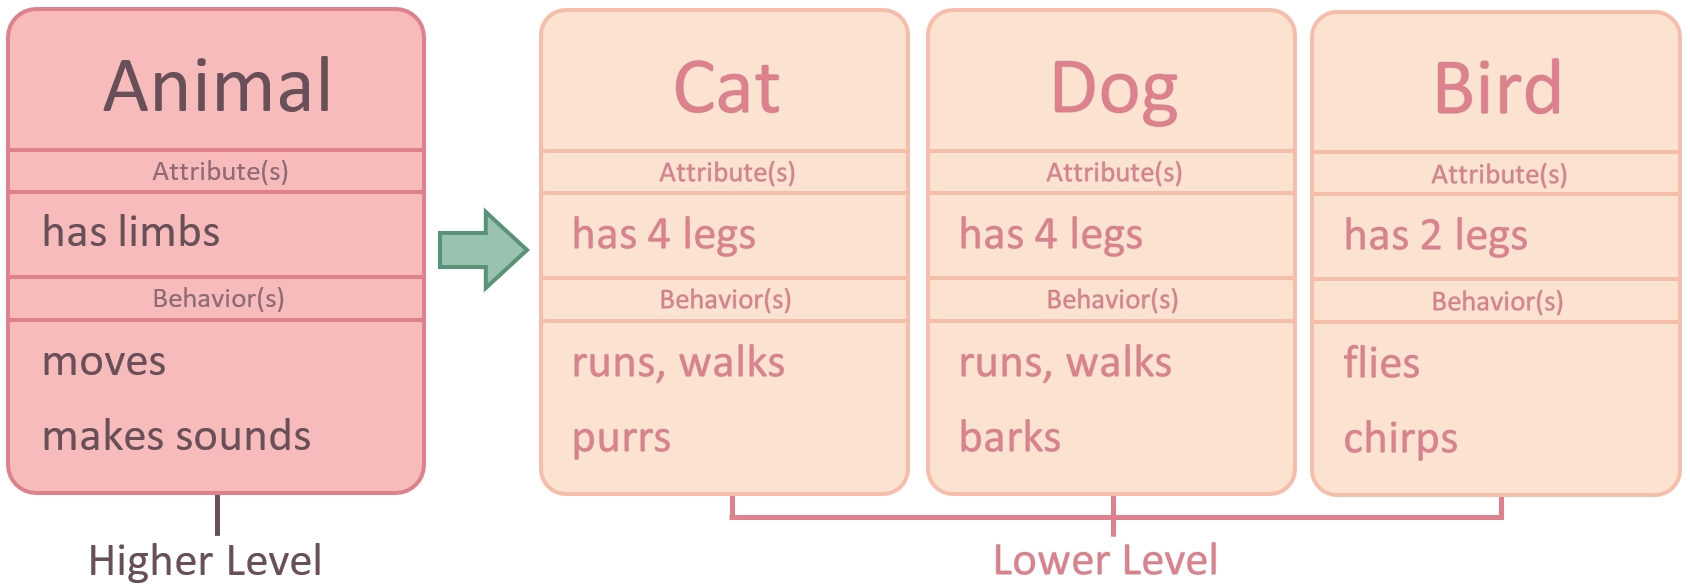 Animal
Attribute(s)
has limbs
Behavior(s)
moves
makes sounds
Higher Level
Cat
Attribute(s)
has 4 legs
Behavior(s)
runs, walks
purrs
Dog
Attribute(s)
has 4 legs
Behavior(s)
runs, walks
barks
Bird
Attribute(s)
has 2 legs
Behavior(s)
flies
chirps
Lower Level